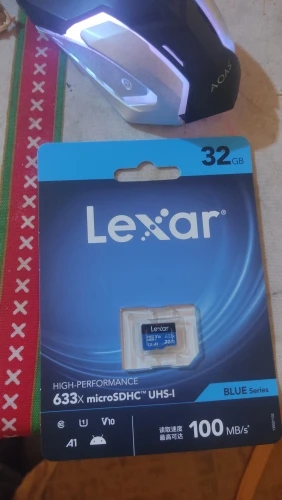 32GB
Lexar®
Lexar
HIGH-PERFORMANCE
633x microSDHC™ UHS-I
BLUE Series
V10
A1
读取速度
最高可达
100 MB/s*